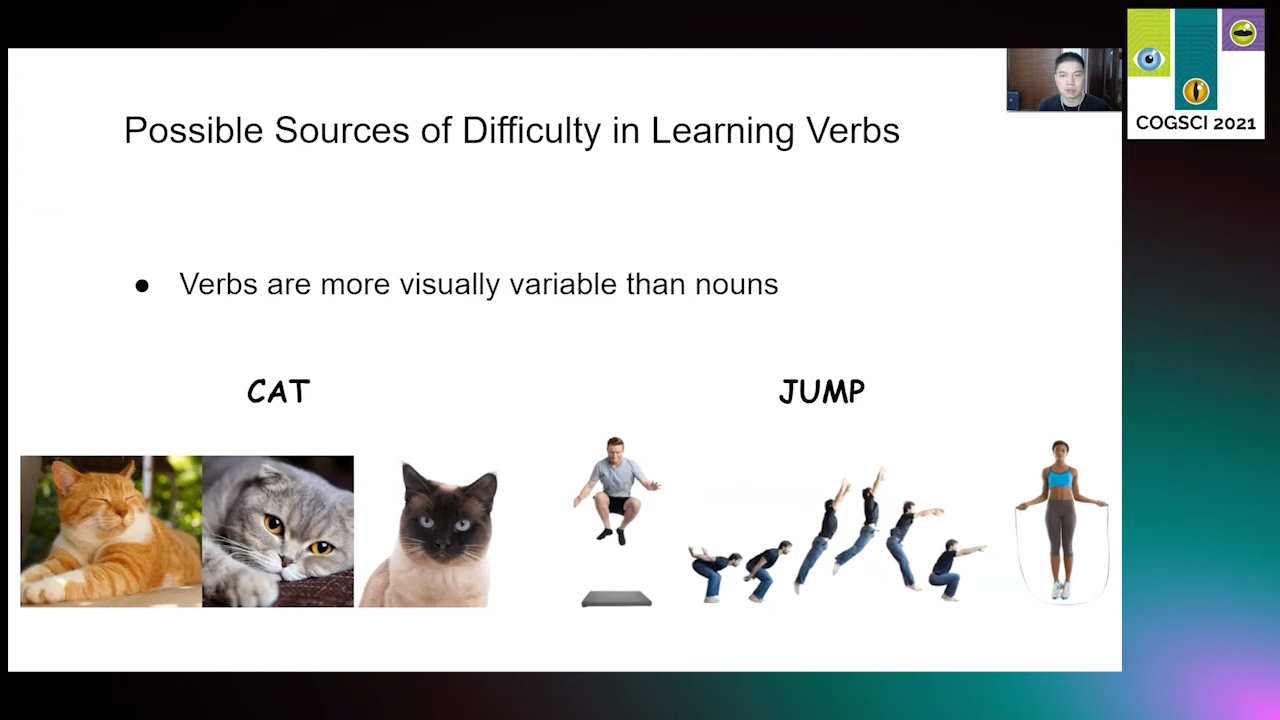 Possible Sources of Difficulty in Learning Verbs
● Verbs are more visually variable than nouns
CAT
JUMP
COGSCI 2021